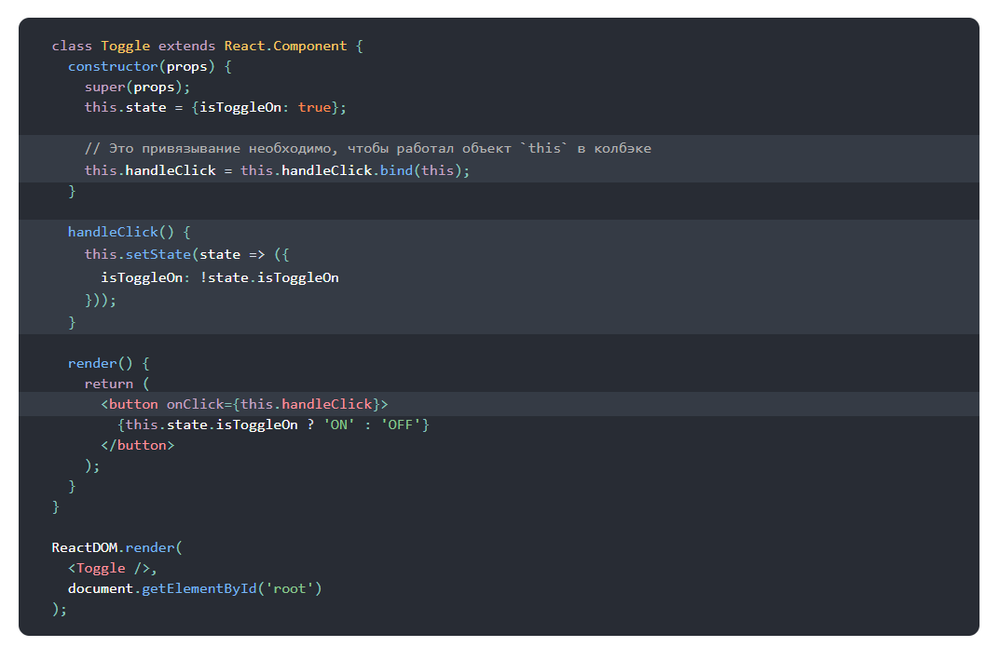 class Toggle extends React.Component {
  constructor(props) {
    super(props);
    this.state = {isToggleOn: true};

    // Это привязывание необходимо, чтобы работал объект `this` в колбэке
    this.handleClick = this.handleClick.bind(this);
  }

  handleClick() {
    this.setState(state => ({
      isToggleOn: !state.isToggleOn
    }));
  }

  render() {
    return (
      <button onClick={this.handleClick}>
        {this.state.isToggleOn ? 'ON' : 'OFF'}
      </button>
    );
  }
}

ReactDOM.render(
  <Toggle />,
  document.getElementById('root')
);